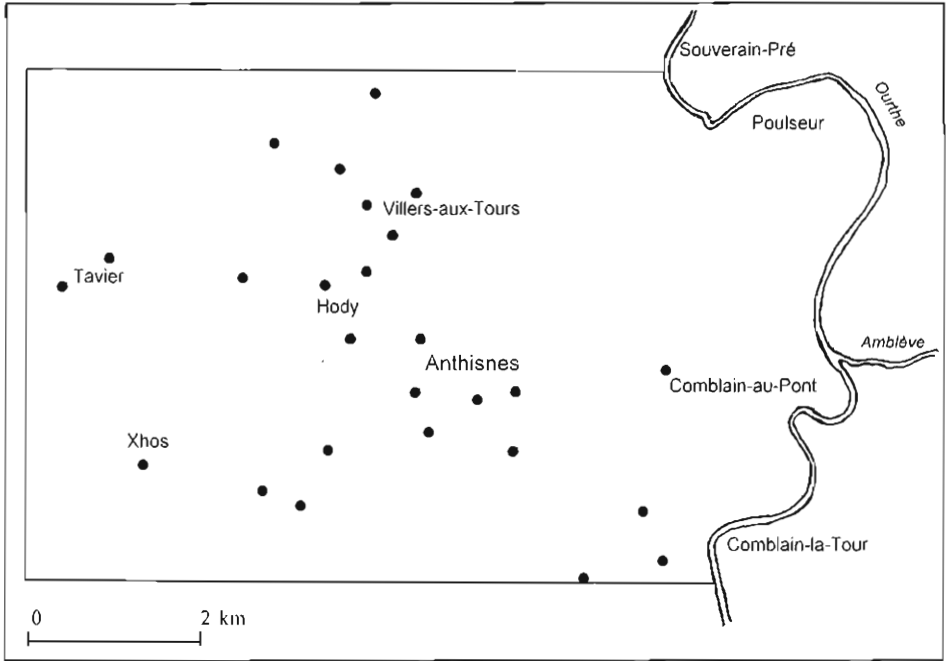 Souverain-Pré
Ourthe
Poulseur
Villers-aux-Tours
Tavier
Hody
Amblève
Anthisnes
Comblain-au-Pont
Xhos
Comblain-la-Tour
0 2 km